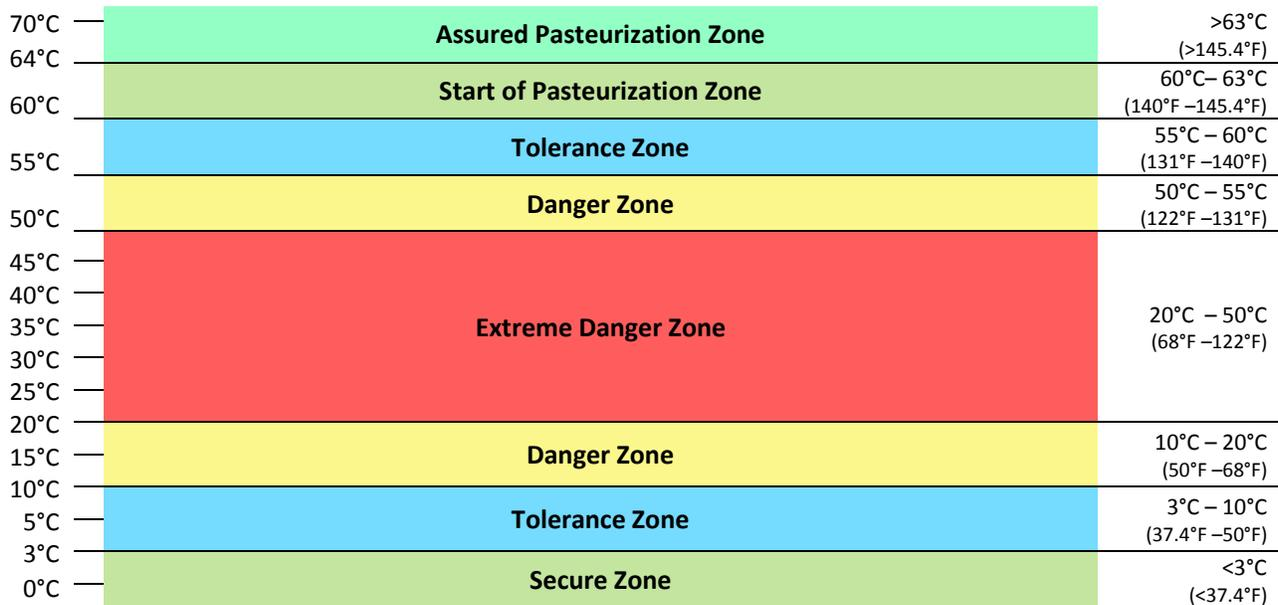 70°C
Assured Pasteurization Zone
>63°C
(>145.4°F)
64°C
Start of Pasteurization Zone
60°C– 63°C
(140°F –145.4°F)
60°C
Tolerance Zone
55°C – 60°C
(131°F –140°F)
55°C
Danger Zone
50°C – 55°C
(122°F –131°F)
50°C
45°C
40°C
35°C
30°C
25°C
Extreme Danger Zone
20°C – 50°C
(68°F –122°F)
20°C
15°C
Danger Zone
10°C – 20°C
(50°F –68°F)
10°C
5°C
Tolerance Zone
3°C – 10°C
(37.4°F –50°F)
3°C
0°C
Secure Zone
<3°C
(<37.4°F)